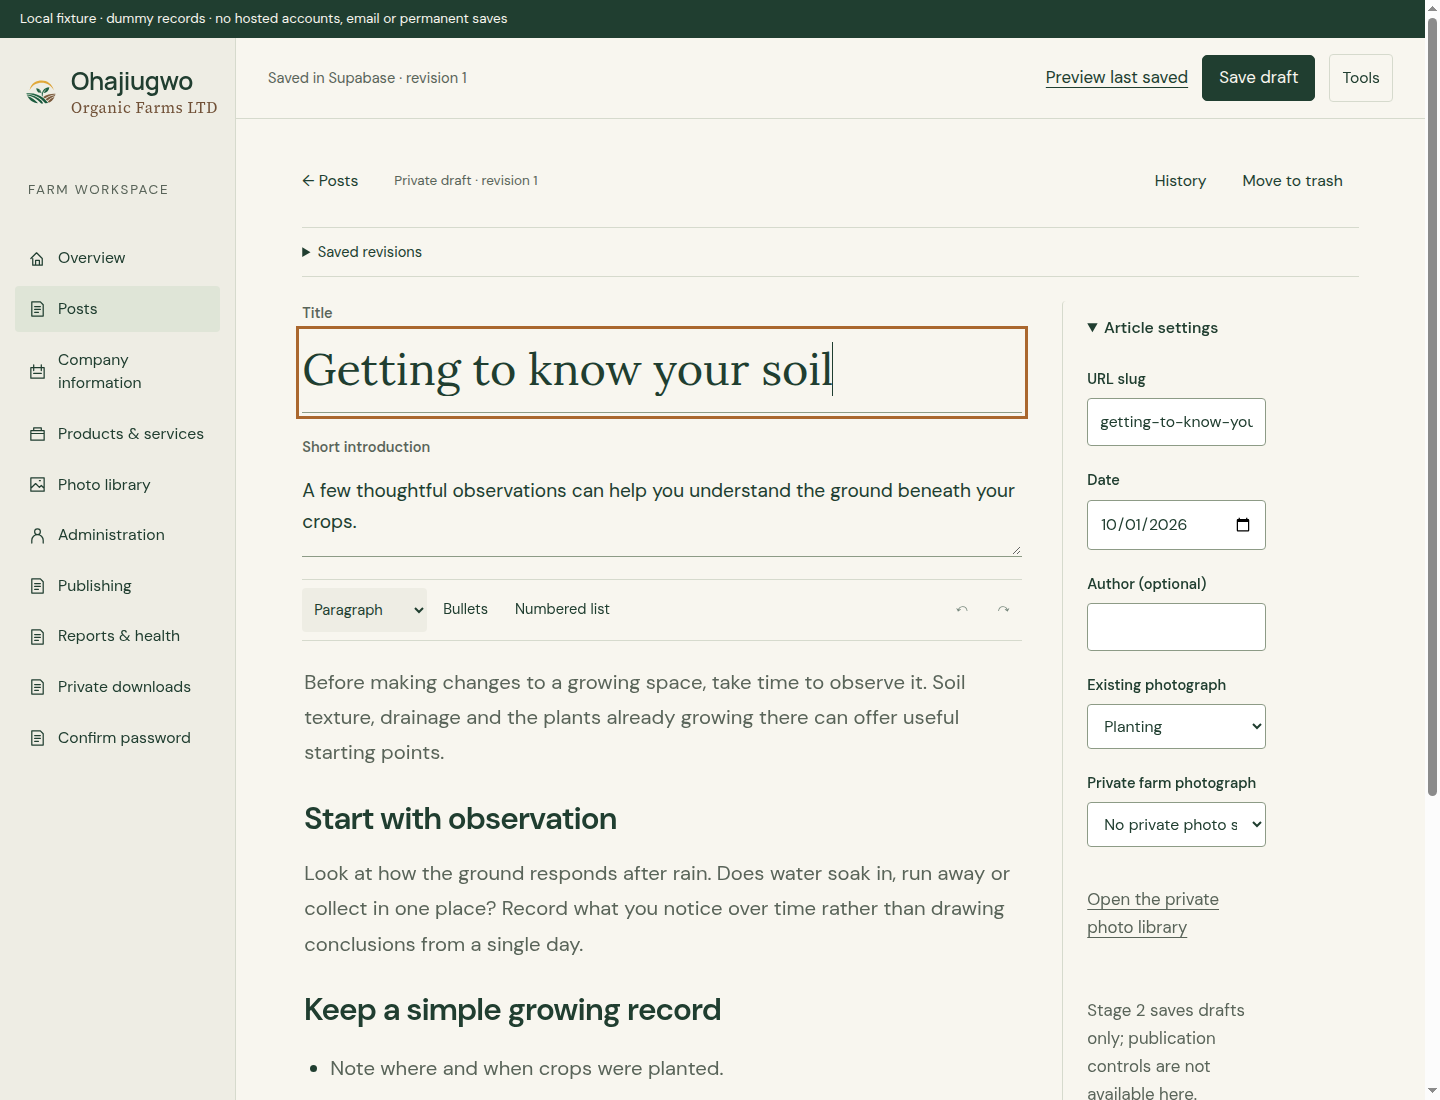 Local fixture · dummy records · no hosted accounts, email or permanent saves
Ohajiugwo
Organic Farms LTD
FARM WORKSPACE
Overview
Posts
Company
information
Products & services
Photo library
Administration
Publishing
Reports & health
Private downloads
Confirm password
Saved in Supabase · revision 1
Preview last saved
Save draft
Tools
← Posts
Private draft · revision 1
History
Move to trash
Saved revisions
Title
Getting to know your soil
Short introduction
A few thoughtful observations can help you understand the ground beneath your
crops.
Paragraph
Bullets
Numbered list
Before making changes to a growing space, take time to observe it. Soil
texture, drainage and the plants already growing there can offer useful
starting points.
Start with observation
Look at how the ground responds after rain. Does water soak in, run away or
collect in one place? Record what you notice over time rather than drawing
conclusions from a single day.
Keep a simple growing record
Note where and when crops were planted.
Article settings
URL slug
getting-to-know-you
Date
10/01/2026
Author (optional)
Existing photograph
Planting
Private farm photograph
No private photo s
Open the private
photo library
Stage 2 saves drafts
only; publication
controls are not
available here.